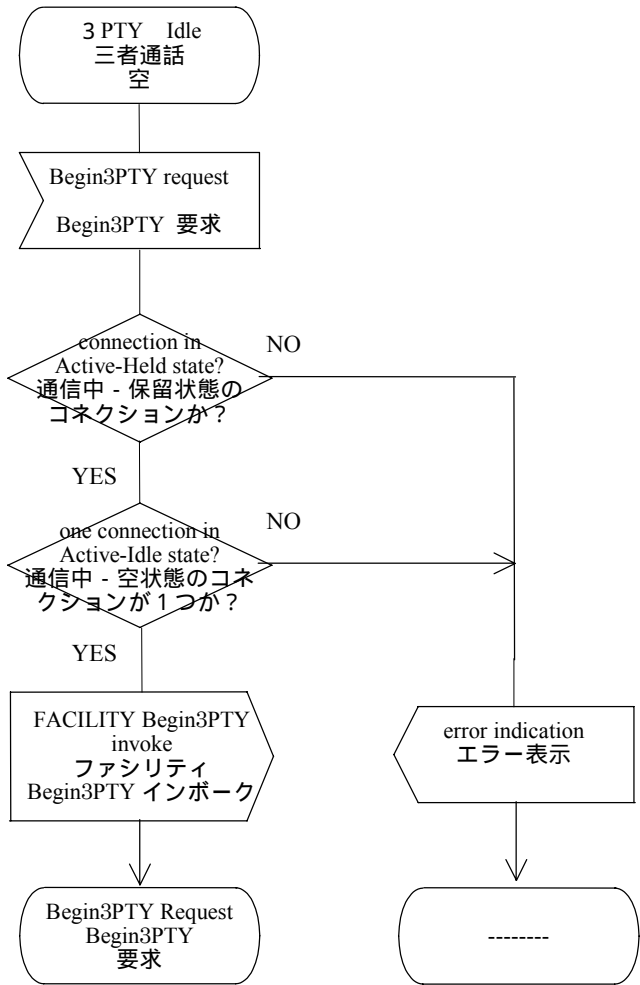 ３PTY Idle
三者通話
空
Begin3PTY request
Begin3PTY 要求
connection in
Active-Held state?
通信中 - 保留状態の
コネクションか？
NO
YES
one connection in
Active-Idle state?
通信中 - 空状態のコネ
クションが１つか？
NO
YES
FACILITY Begin3PTY
invoke
ファシリティ
Begin3PTY インボーク
error indication
エラー表示
Begin3PTY Request
Begin3PTY
要求
--------